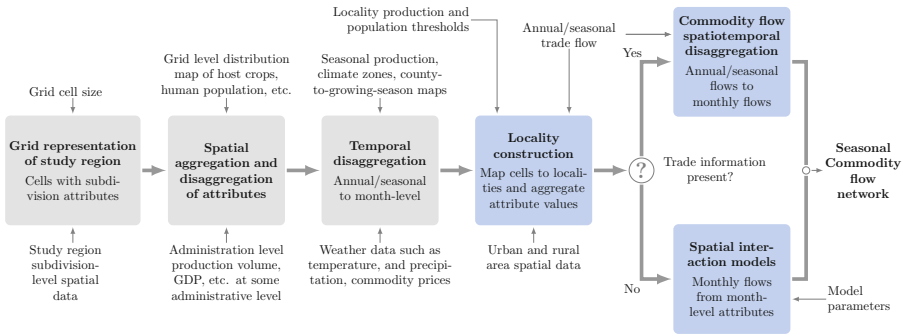 Grid cell size
Grid representation
of study region
Cells with subdi-
vision attributes
Study region
subdivision-
level spatial
data
Grid level distribution
map of host crops,
human population, etc.
Spatial
aggregation and
disaggregation
of attributes
Administration level
production volume,
GDP, etc. at some
administrative level
Seasonal production,
climate zones, county-
to-growing-season maps
Temporal
disaggregation
Annual/seasonal
to month-level
Weather data such as
temperature, and precipi-
tation, commodity prices
Locality production and
population thresholds
Annual/seasonal
trade flow
Locality
construction
Map cells to locali-
ties and aggregate
attribute values
Urban and rural
area spatial data
?
Trade information
present?
Yes
No
Commodity flow
spatiotemporal
disaggregation
Annual/seasonal
flows to
monthly flows
Spatial inter-
action models
Monthly flows
from month-
level attributes
Model
parameters
Seasonal
Commodity
flow
network